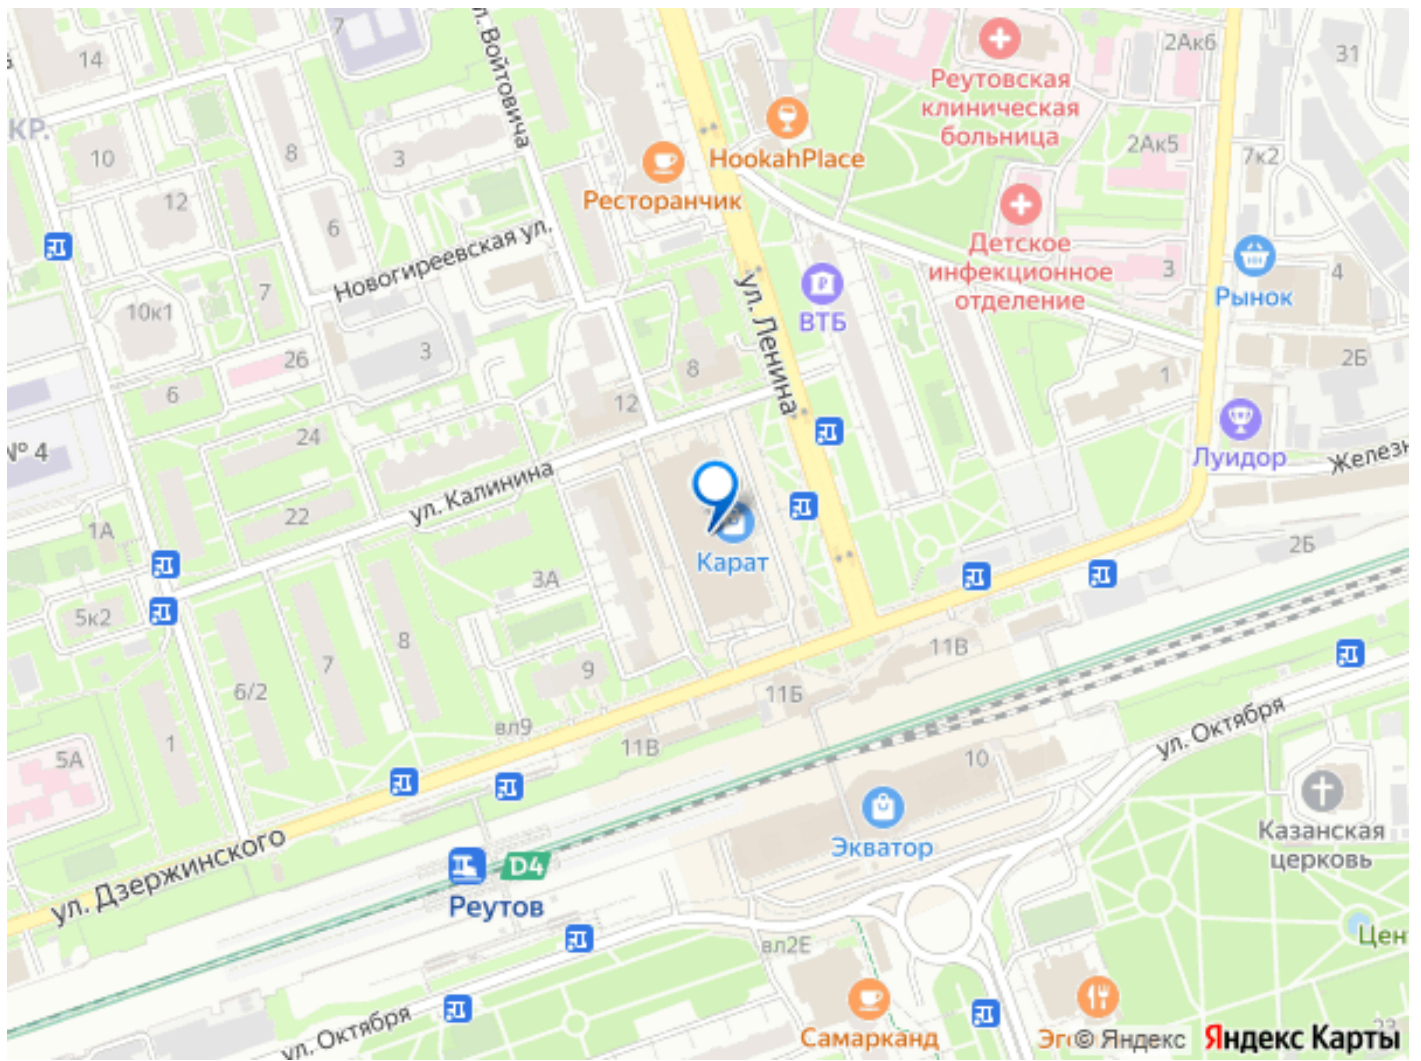 7
14
ул. Войтовича
2Ак6
31
Реутовская
клиническая
больница
КР.
10
8
3
HookahPlace
2Ак5
7к2
Ресторанчик
12
6
Новогиреевская ул.
Детское
инфекционное
отделение
3
4
Рынок
7
10к1
ул. Ленина
ВТБ
3
26
8
1
2Б
6
12
24
№ 4
Луидор
Железн
ул. Калинина
22
1А
Карат
2Б
3А
5к2
8
7
9
11В
6/2
11Б
вл9
11В
1
5А
ул. Октября
10
Экватор
Казанская
церковь
ул. Дзержинского
D4
Реутов
вл2Е
Цен
ул. Октября
Самарканд
23
© Яндекс
Яндекс Карты